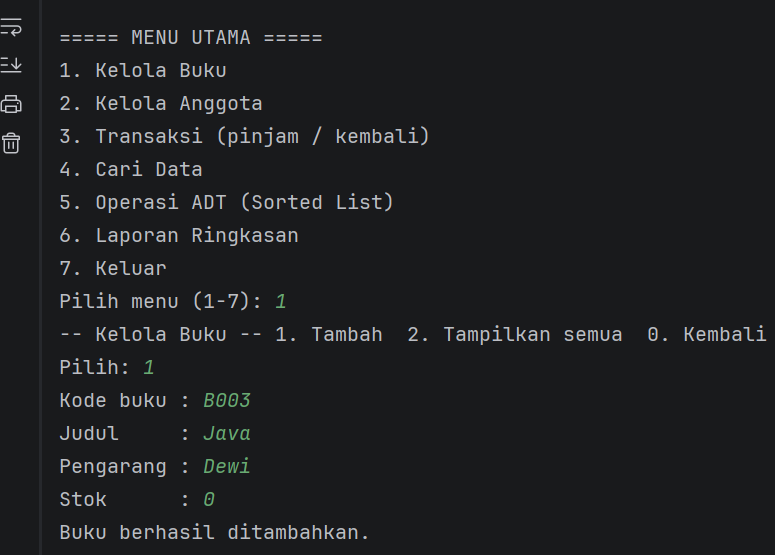 ===== MENU UTAMA =====
1. Kelola Buku
2. Kelola Anggota
3. Transaksi (pinjam / kembali)
4. Cari Data
5. Operasi ADT (Sorted List)
6. Laporan Ringkasan
7. Keluar
Pilih menu (1-7): 1
-- Kelola Buku -- 1. Tambah  2. Tampilkan semua  0. Kembali
Pilih: 1
Kode buku : B003
Judul     : Java
Pengarang : Dewi
Stok      : 0
Buku berhasil ditambahkan.